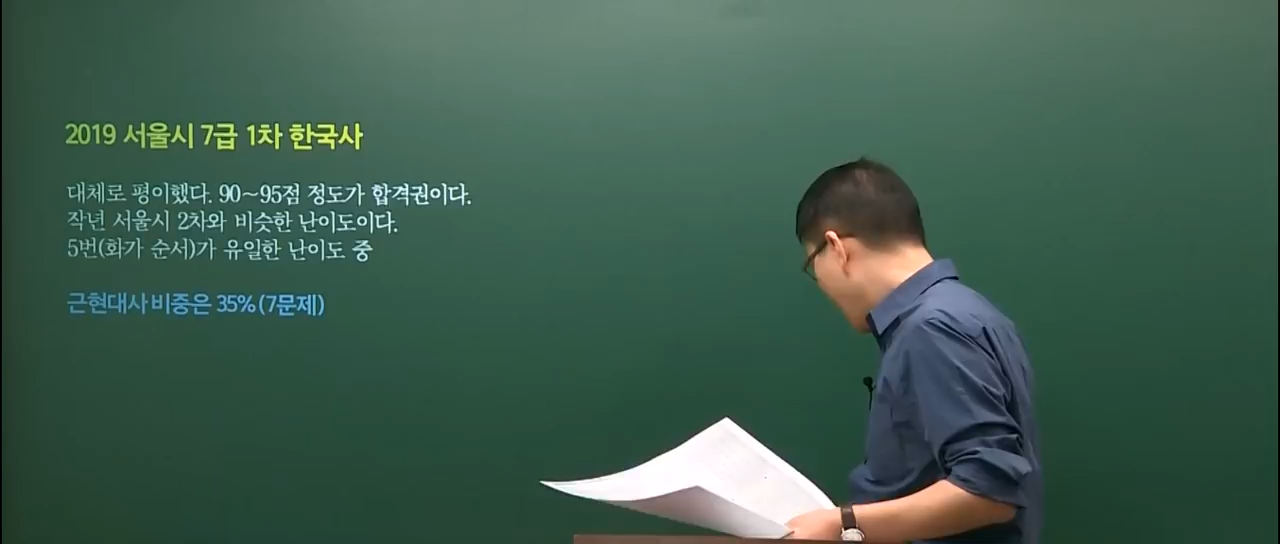 2019 서울시 7급 1차 한국사
대체로 평이했다. 90~95점 정도가 합격권이다.
작년 서울시 2차와 비슷한 난이도이다.
5번(화가 순서)가 유일한 난이도 중
근현대사 비중은 35% (7문제)